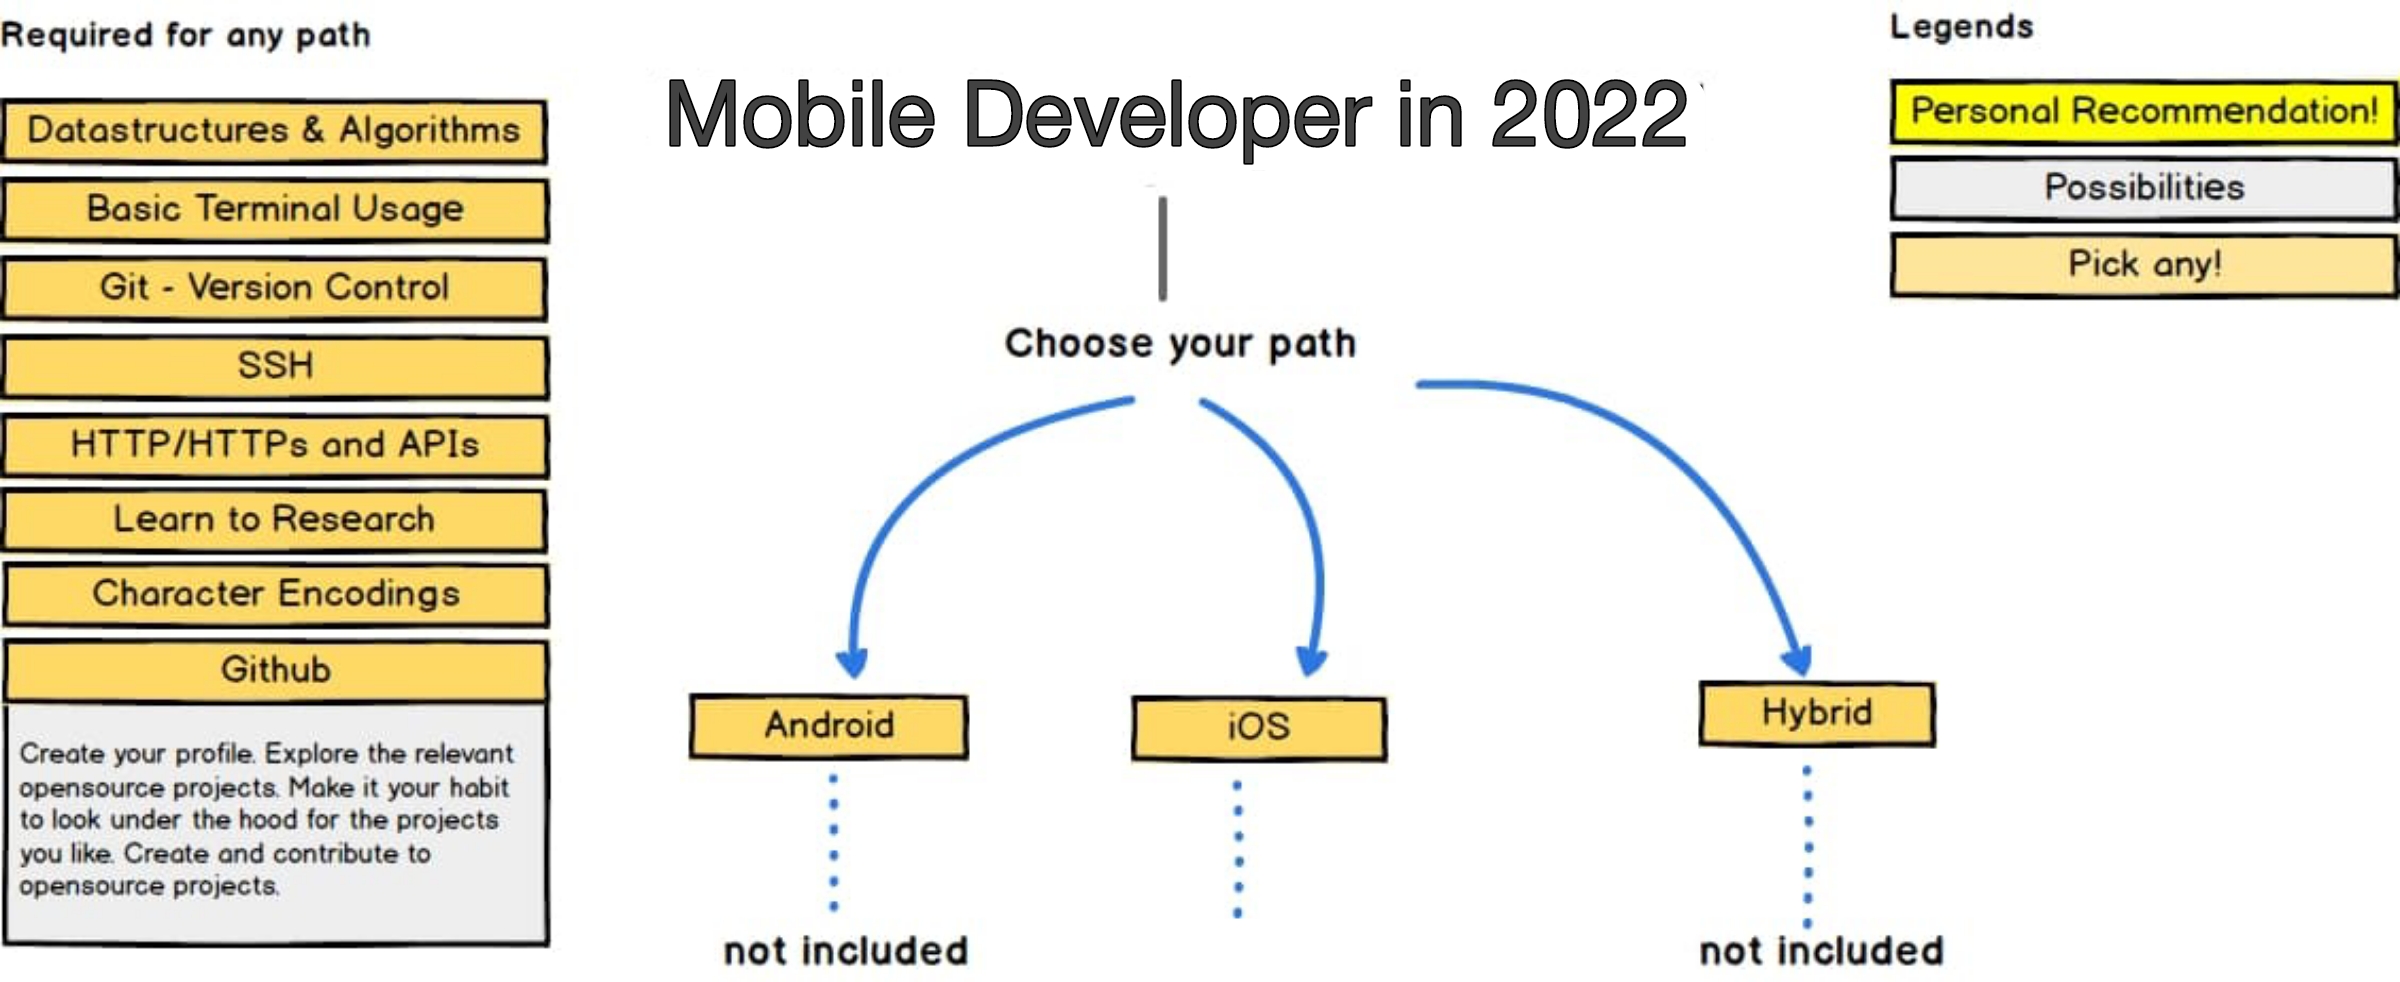 Required for any path
Datastructures & Algorithms
Basic Terminal Usage
Git - Version Control
SSH
HTTP/HTTPs and APIs
Learn to Research
Character Encodings
Github
Create your profile. Explore the relevant
opensource projects. Make it your habit
to look under the hood for the projects
you like. Create and contribute to
opensource projects.
Mobile Developer in 2022
Choose your path
Android
iOS
Hybrid
not included
not included
Legends
Personal Recommendation!
Possibilities
Pick any!